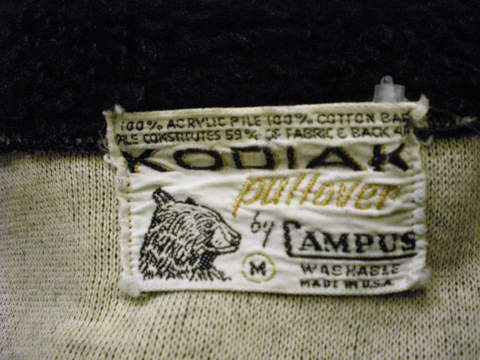 100% ACRYLIC PILE 100% COTTON BACK
PILE CONSTITUTES 59% OF FABRIC & BACK 41
KODIAK
pullover
by CAMPUS
M
WASHABLE
MADE IN U.S.A.